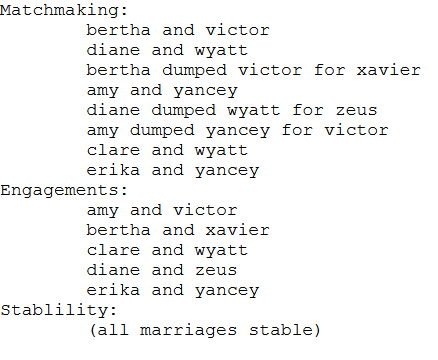 Matchmaking:
bertha and victor
diane and wyatt
bertha dumped victor for xavier
amy and yancey
diane dumped wyatt for zeus
amy dumped yancey for victor
clare and wyatt
erika and yancey
Engagements:
amy and victor
bertha and xavier
clare and wyatt
diane and zeus
erika and yancey
Stablility:
(all marriages stable)